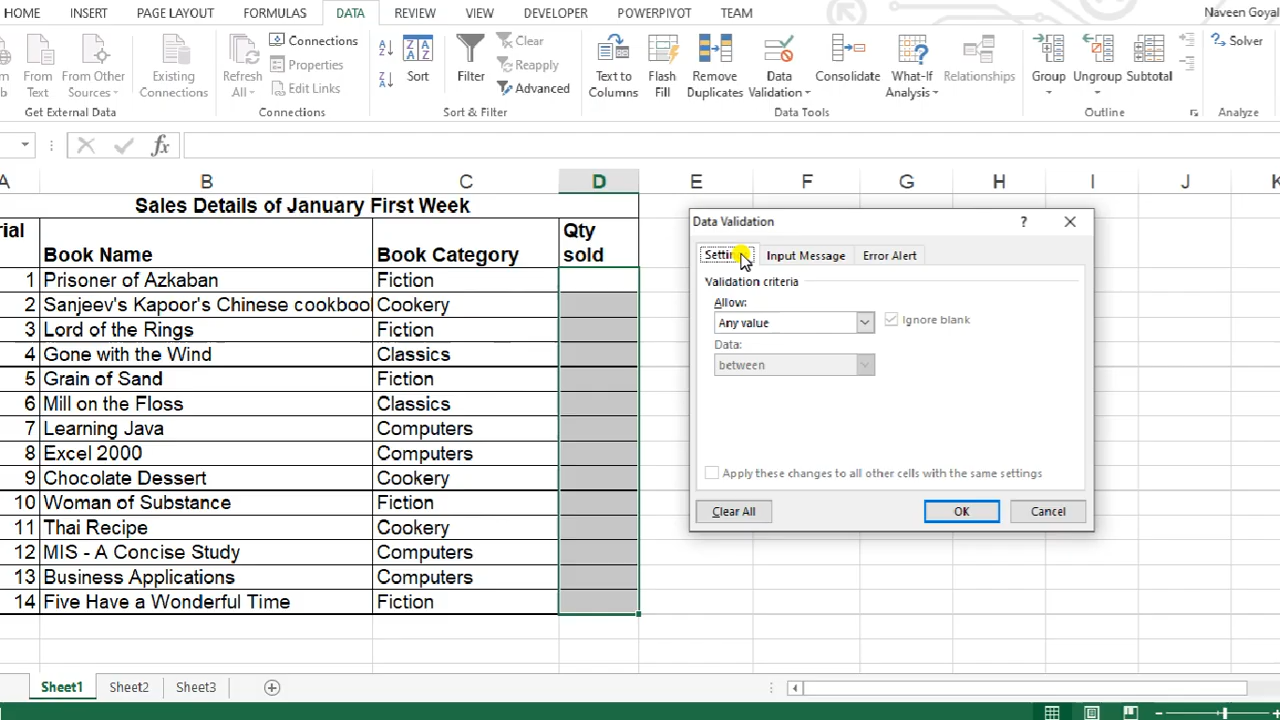 HOME INSERT PAGE LAYOUT FORMULAS DATA REVIEW VIEW DEVELOPER POWERPIVOT TEAM Naveen Goyal
From Text
From Other Sources
Existing Connections
Get External Data
Refresh All
Connections
Properties
Edit Links
Connections
Sort
Filter
Clear
Reapply
Advanced
Sort & Filter
Text to Columns
Flash Fill
Remove Duplicates
Data Validation
Consolidate
What-If Analysis
Relationships
Data Tools
Group
Ungroup
Subtotal
Outline
Solver
Analyze
fx
A B C D E F G H I J K
Sales Details of January First Week
Book Name Book Category Qty sold
1 Prisoner of Azkaban Fiction
2 Sanjeev's Kapoor's Chinese cookbool Cookery
3 Lord of the Rings Fiction
4 Gone with the Wind Classics
5 Grain of Sand Fiction
6 Mill on the Floss Classics
7 Learning Java Computers
8 Excel 2000 Computers
9 Chocolate Dessert Cookery
10 Woman of Substance Fiction
11 Thai Recipe Cookery
12 MIS - A Concise Study Computers
13 Business Applications Computers
14 Five Have a Wonderful Time Fiction
Data Validation ?
Input Message Error Alert
Validation criteria
Allow:
Any value Ignore blank
Data:
between
Apply these changes to all other cells with the same settings
Clear All OK Cancel
Sheet1 Sheet2 Sheet3